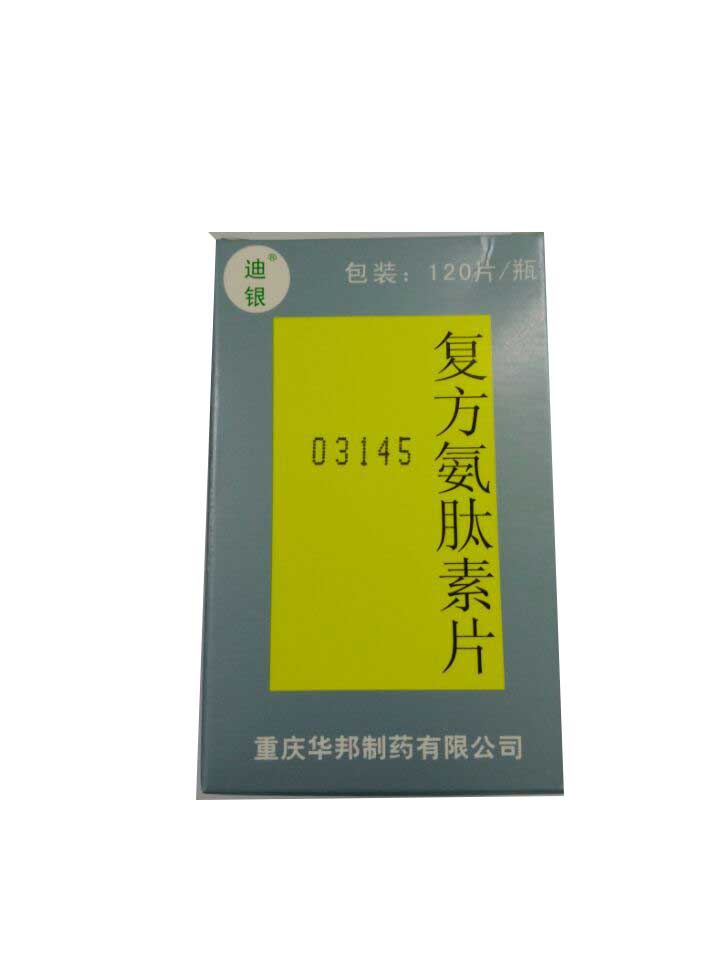 迪®
银
包装：120片/瓶
复方氨肽素片
03145
重庆华邦制药有限公司